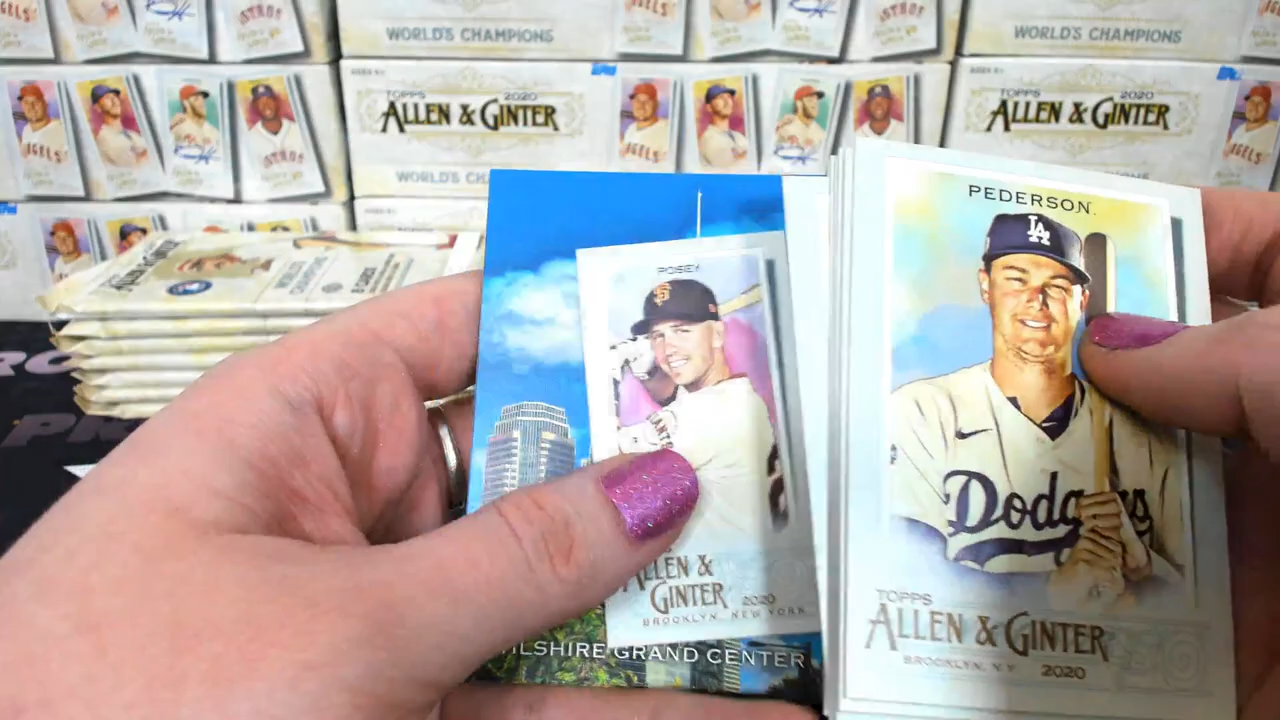 WORLD'S CHAMPIONS
WORLD'S CHAMPIONS
TOPPS 2020
ALLEN & GINTER
WORLD'S CHAMPIONS
TOPPS 2020
ALLEN & GINTER
ANGELS
ASTROS
POSEY
SF
ALLEN &
GINTER 2020
BROOKLYN, NEW YORK
WILSHIRE GRAND CENTER
PEDERSON
LA
Dodgers
TOPPS
ALLEN & GINTER
BROOKLYN, N.Y. 2020